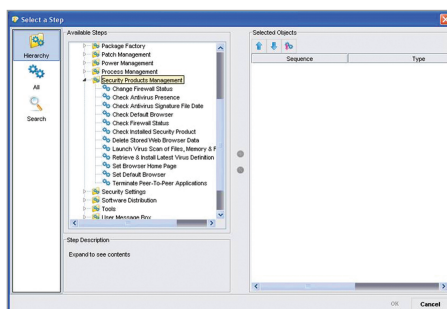 Select a Step
Hierarchy
All
Search
Available Steps
Package Factory
Patch Management
Power Management
Process Management
Security Products Management
Change Firewall Status
Check Antivirus Presence
Check Antivirus Signature File Date
Check Default Browser
Check Firewall Status
Check Installed Security Product
Delete Stored Web Browser Data
Launch Virus Scan of Files, Memory & F
Retrieve & Install Latest Virus Definition
Set Browser Home Page
Set Default Browser
Terminate Peer-To-Peer Applications
Security Settings
Software Distribution
Tools
User Message Box
Step Description
Expand to see contents
Selected Objects
Sequence Type
OK Cancel